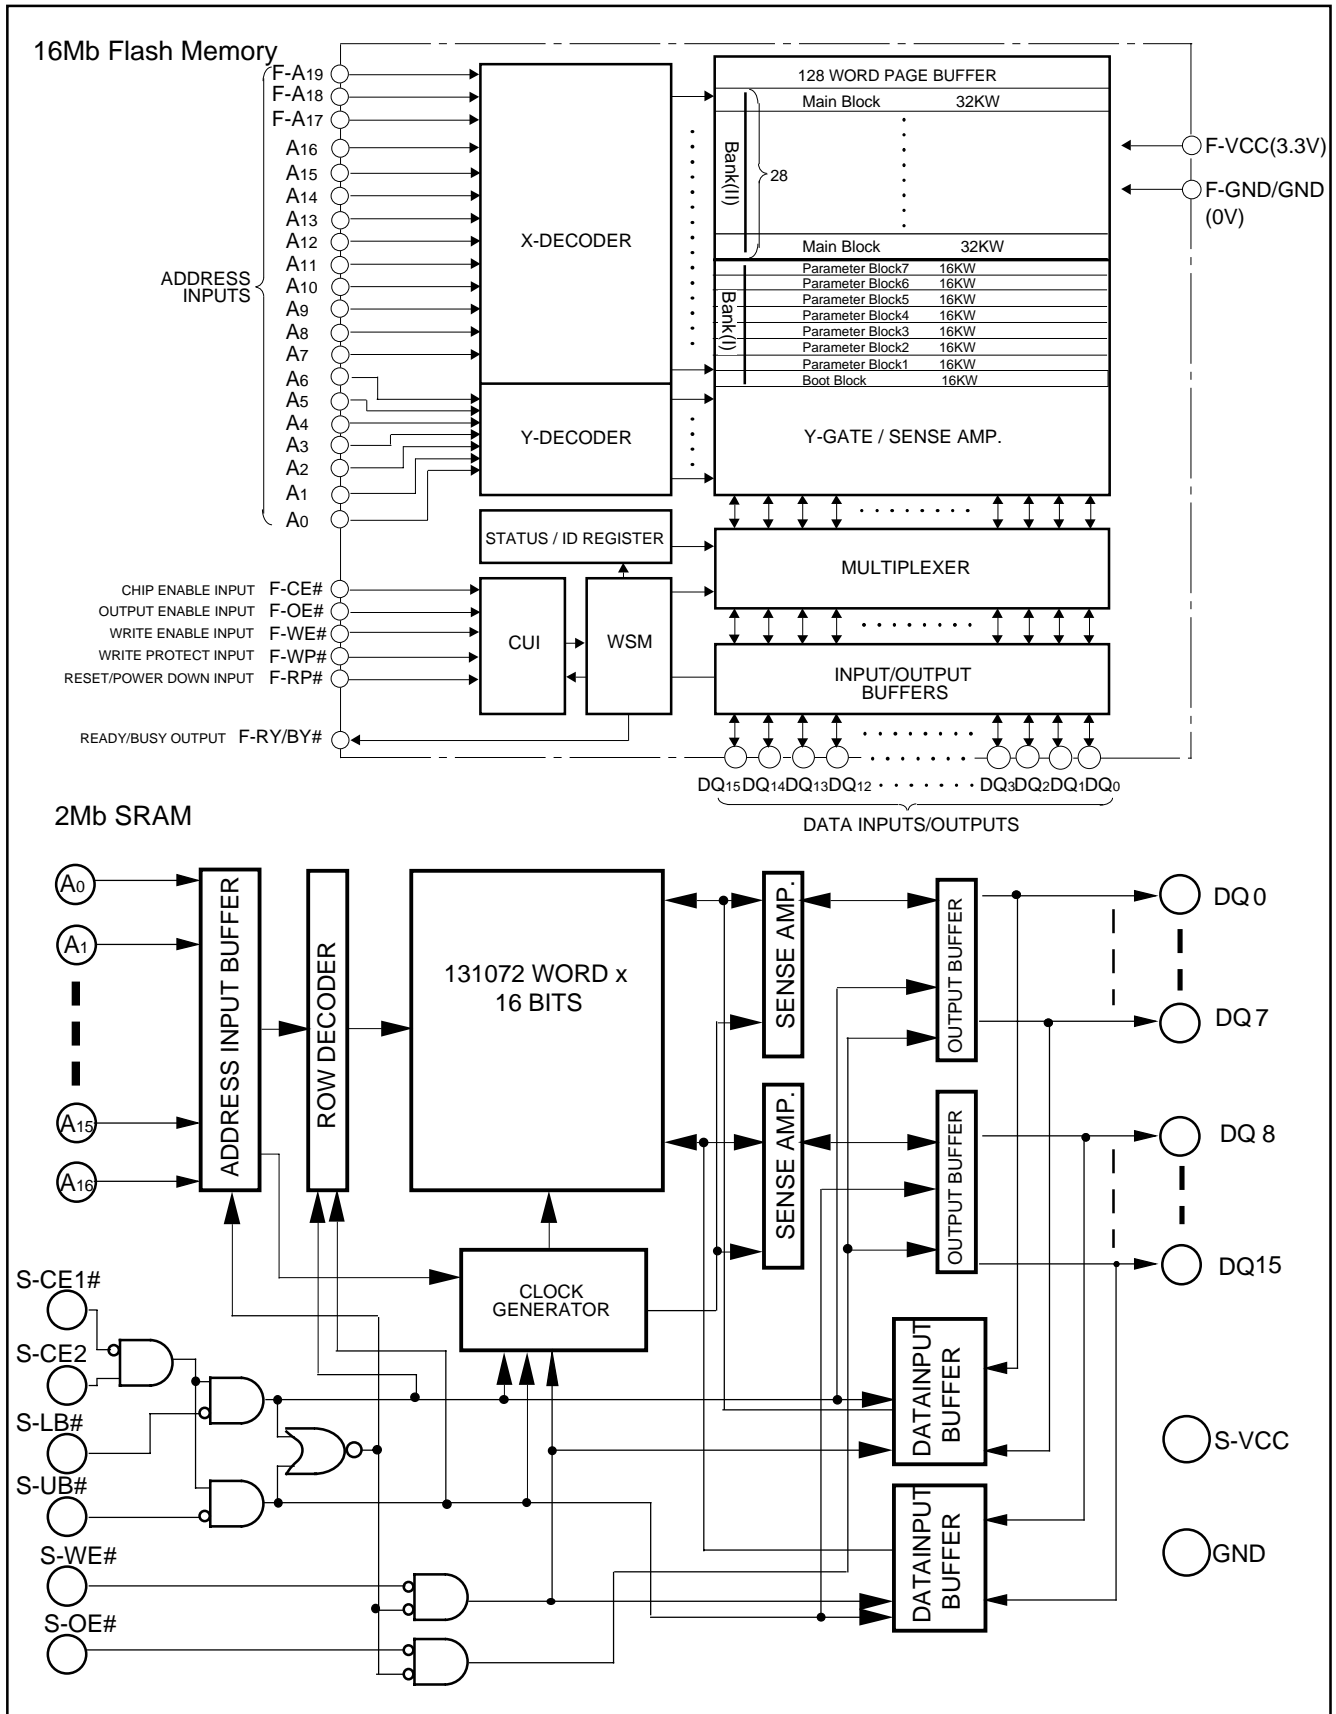 16Mb Flash Memory
F-A19
F-A18
F-A17
A16
A15
A14
A13
A12
A11
A10
A9
A8
A7
A6
A5
A4
A3
A2
A1
A0
ADDRESS
INPUTS
X-DECODER
Y-DECODER
128 WORD PAGE BUFFER
Main Block 32KW
Bank(II)
28
Main Block 32KW
Bank(I)
Parameter Block7 16KW
Parameter Block6 16KW
Parameter Block5 16KW
Parameter Block4 16KW
Parameter Block3 16KW
Parameter Block2 16KW
Parameter Block1 16KW
Boot Block 16KW
Y-GATE / SENSE AMP.
F-VCC(3.3V)
F-GND/GND
(0V)
STATUS / ID REGISTER
MULTIPLEXER
CHIP ENABLE INPUT F-CE#
OUTPUT ENABLE INPUT F-OE#
WRITE ENABLE INPUT F-WE#
WRITE PROTECT INPUT F-WP#
RESET/POWER DOWN INPUT F-RP#
CUI
WSM
INPUT/OUTPUT
BUFFERS
READY/BUSY OUTPUT F-RY/BY#
DQ15 DQ14 DQ13 DQ12 · · · · · · · DQ3 DQ2 DQ1 DQ0
DATA INPUTS/OUTPUTS
2Mb SRAM
A0
A1
A15
A16
ADDRESS INPUT BUFFER
ROW DECODER
131072 WORD x
16 BITS
SENSE AMP.
OUTPUT BUFFER
DQ0
DQ7
SENSE AMP.
OUTPUT BUFFER
DQ8
DQ15
CLOCK
GENERATOR
S-CE1#
S-CE2
S-LB#
S-UB#
S-WE#
S-OE#
DATAINPUT
BUFFER
DATAINPUT
BUFFER
S-VCC
GND